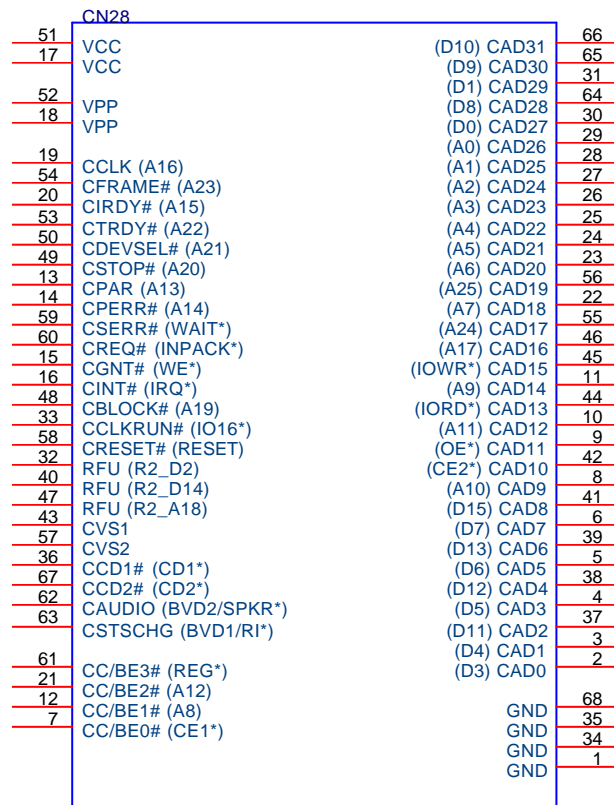 CN28
51 VCC
17 VCC
52 VPP
18 VPP
19 CCLK (A16)
54 CFRAME# (A23)
20 CIRDY# (A15)
53 CTRDY# (A22)
50 CDEVSEL# (A21)
49 CSTOP# (A20)
13 CPAR (A13)
14 CPERR# (A14)
59 CSERR# (WAIT*)
60 CREQ# (INPACK*)
15 CGNT# (WE*)
16 CINT# (IRQ*)
48 CBLOCK# (A19)
33 CCLKRUN# (IO16*)
58 CRESET# (RESET)
32 RFU (R2_D2)
40 RFU (R2_D14)
47 RFU (R2_A18)
43 CVS1
57 CVS2
36 CCD1# (CD1*)
67 CCD2# (CD2*)
62 CAUDIO (BVD2/SPKR*)
63 CSTSCHG (BVD1/RI*)
61 CC/BE3# (REG*)
21 CC/BE2# (A12)
12 CC/BE1# (A8)
7 CC/BE0# (CE1*)
(D10) CAD31 66
(D9) CAD30 65
(D1) CAD29 31
(D8) CAD28 64
(D0) CAD27 30
(A0) CAD26 29
(A1) CAD25 28
(A2) CAD24 27
(A3) CAD23 26
(A4) CAD22 25
(A5) CAD21 24
(A6) CAD20 23
(A25) CAD19 56
(A7) CAD18 22
(A24) CAD17 55
(A17) CAD16 46
(IOWR*) CAD15 45
(A9) CAD14 11
(IORD*) CAD13 44
(A11) CAD12 10
(OE*) CAD11 9
(CE2*) CAD10 42
(A10) CAD9 8
(D15) CAD8 41
(D7) CAD7 6
(D13) CAD6 39
(D6) CAD5 5
(D12) CAD4 38
(D5) CAD3 4
(D11) CAD2 37
(D4) CAD1 3
(D3) CAD0 2
GND 68
GND 35
GND 34
GND 1